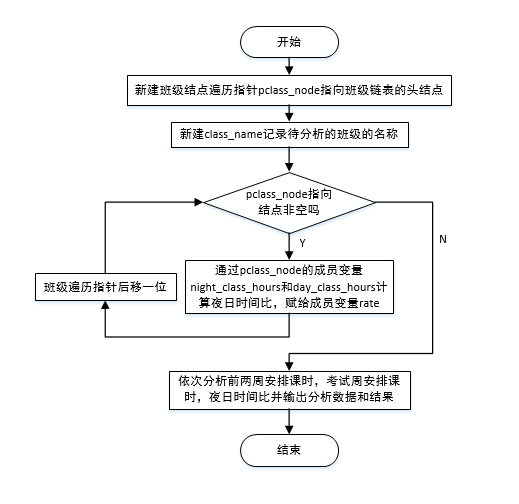 开始
新建班级结点遍历指针pclass_node指向班级链表的头结点
新建class_name记录待分析的班级的名称
pclass_node指向
结点非空吗
N
Y
通过pclass_node的成员变量
night_class_hours和day_class_hours计
算夜日时间比，赋给成员变量rate
班级遍历指针后移一位
依次分析前两周安排课时，考试周安排课
时，夜日时间比并输出分析数据和结果
结束